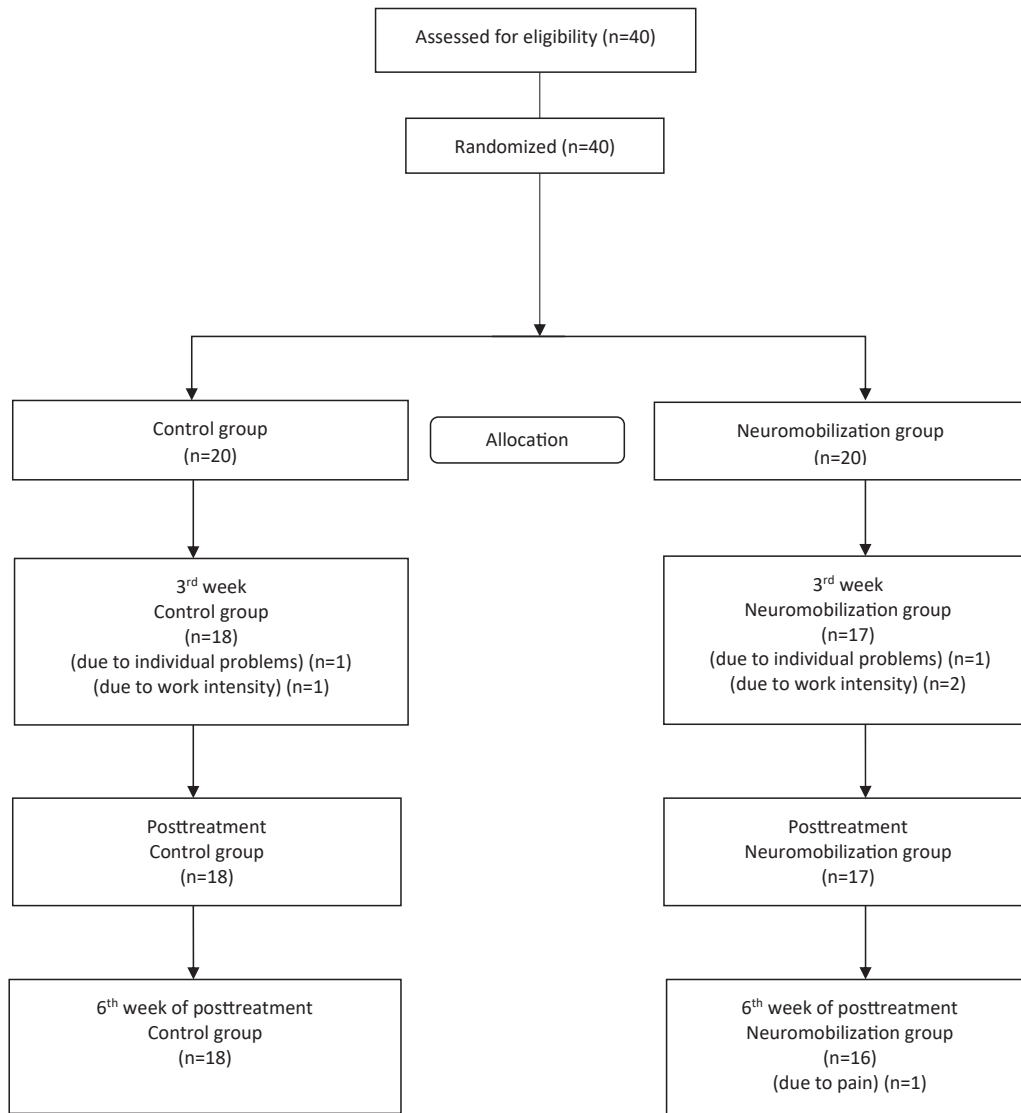 Assessed for eligibility (n=40)
Randomized (n=40)
Control group
(n=20)
Allocation
Neuromobilization group
(n=20)
3rd week
Control group
(n=18)
(due to individual problems) (n=1)
(due to work intensity) (n=1)
3rd week
Neuromobilization group
(n=17)
(due to individual problems) (n=1)
(due to work intensity) (n=2)
Posttreatment
Control group
(n=18)
Posttreatment
Neuromobilization group
(n=17)
6th week of posttreatment
Control group
(n=18)
6th week of posttreatment
Neuromobilization group
(n=16)
(due to pain) (n=1)